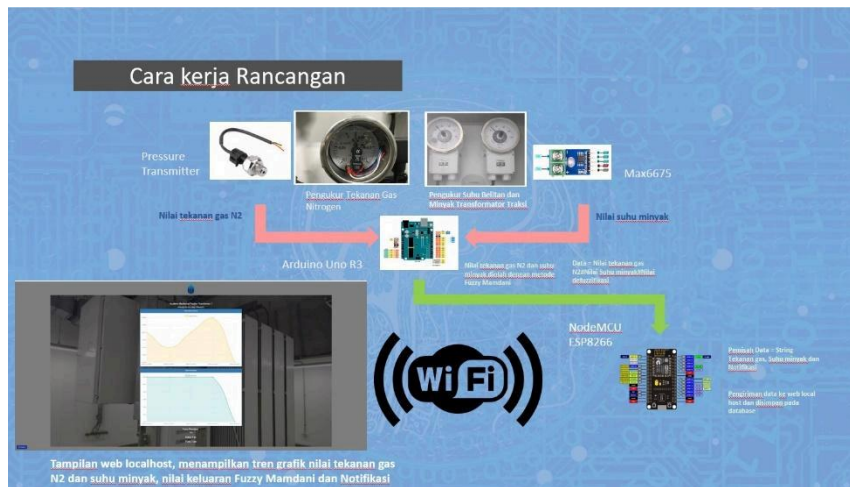 Cara kerja Rancangan
Pressure
Transmitter
Pengukur Tekanan Gas
Nitrogen
Pengukur Suhu Belitan dan
Minyak Transformator Traksi
Max6675
Nilai tekanan gas N2
Nilai suhu minyak
Arduino Uno R3
Nilai tekanan gas N2 dan suhu
minyak diolah dengan metode
Fuzzy Mamdani
Data = Nilai tekanan gas
N2#Nilai Suhu minyak#Nilai
defuzzifikasi
NodeMCU
ESP8266
Pemisah Data = String
Tekanan gas, Suhu minyak dan
Notifikasi
Pengiriman data ke web local
host dan disimpan pada
database
WiFi
Tampilan web localhost, menampilkan tren grafik nilai tekanan gas
N2 dan suhu minyak, nilai keluaran Fuzzy Mamdani dan Notifikasi